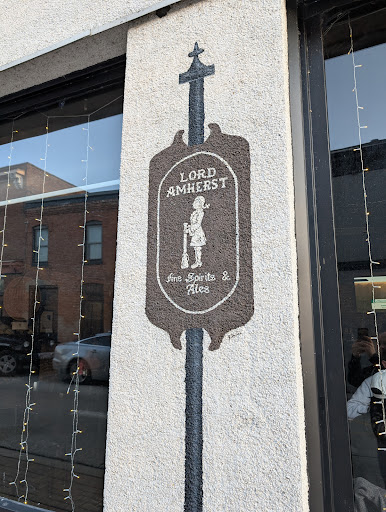 LORD
AMHERST
Fine Spirits &
Ales